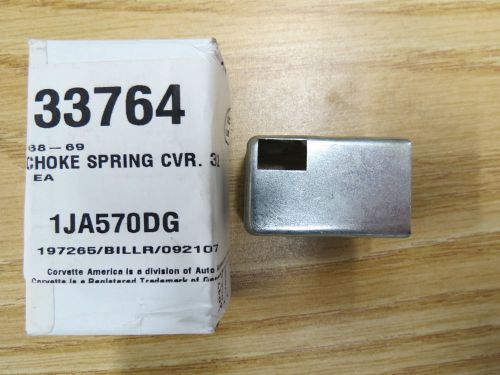 33764
68-69
CHOKE SPRING CVR.
EA
1JA570DG
197265/BILLR/092107
Corvette America is a division of Auto
Corvette is a Registered Trademark of